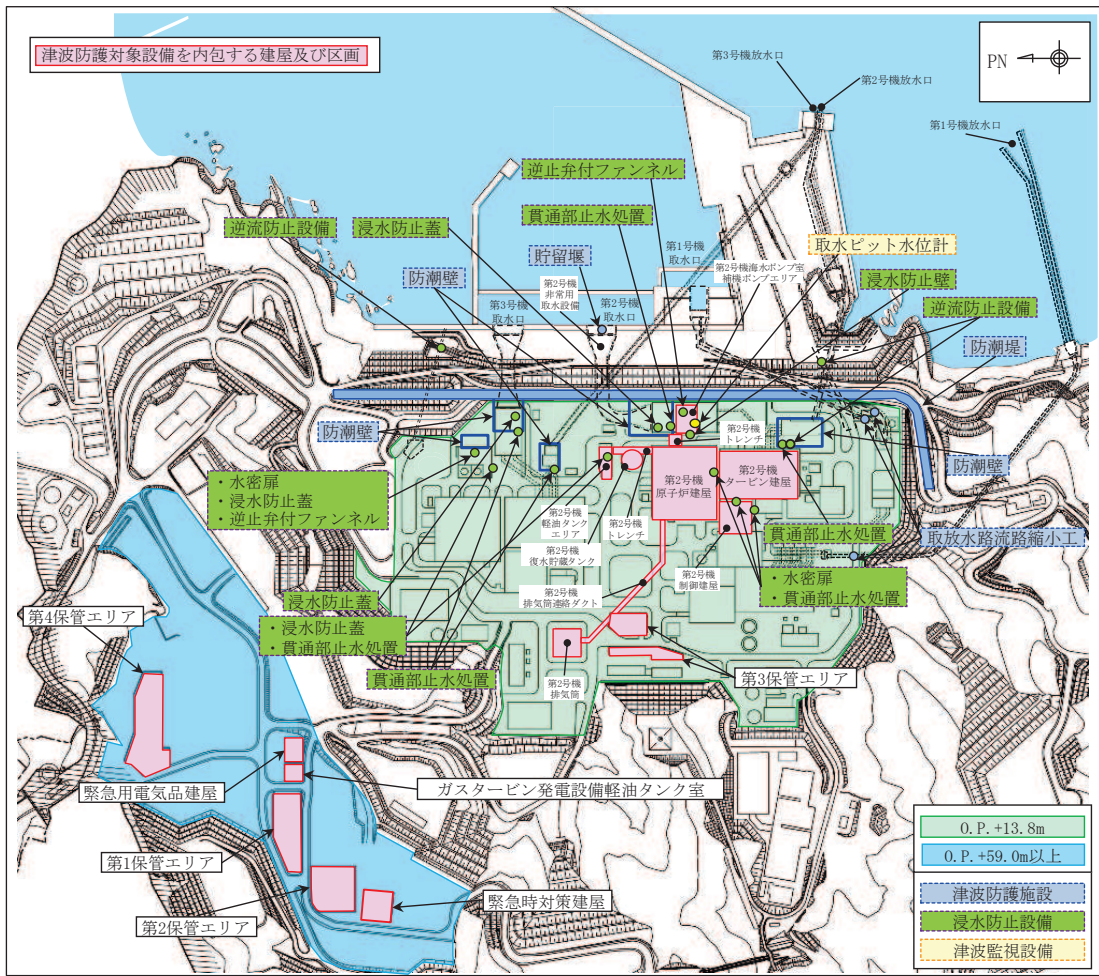 津波防護対象設備を内包する建屋及び区画
PN
第3号機放水口
第2号機放水口
第1号機放水口
逆止弁付ファンネル
貫通部止水処置
逆流防止設備
浸水防止蓋
防潮壁
貯留堰
第1号機
取水口
第2号機海水ポンプ室
補機ポンプエリア
取水ピット水位計
浸水防止壁
逆流防止設備
防潮堤
第3号機
取水口
第2号機
非常用
取水設備
第2号機
取水口
防潮壁
・水密扉
・浸水防止蓋
・逆止弁付ファンネル
第2号機
トレンチ
第2号機
原子炉建屋
第2号機
タービン建屋
防潮壁
取放水路流路縮小工
第2号機
軽油タンク
エリア
第2号機
トレンチ
第2号機
復水貯蔵タンク
第2号機
排気筒連絡ダクト
第2号機
制御建屋
貫通部止水処置
・水密扉
・貫通部止水処置
浸水防止蓋
・浸水防止蓋
・貫通部止水処置
貫通部止水処置
第2号機
排気筒
第3保管エリア
第4保管エリア
緊急用電気品建屋
ガスタービン発電設備軽油タンク室
第1保管エリア
第2保管エリア
緊急時対策建屋
O.P.+13.8m
O.P.+59.0m以上
津波防護施設
浸水防止設備
津波監視設備